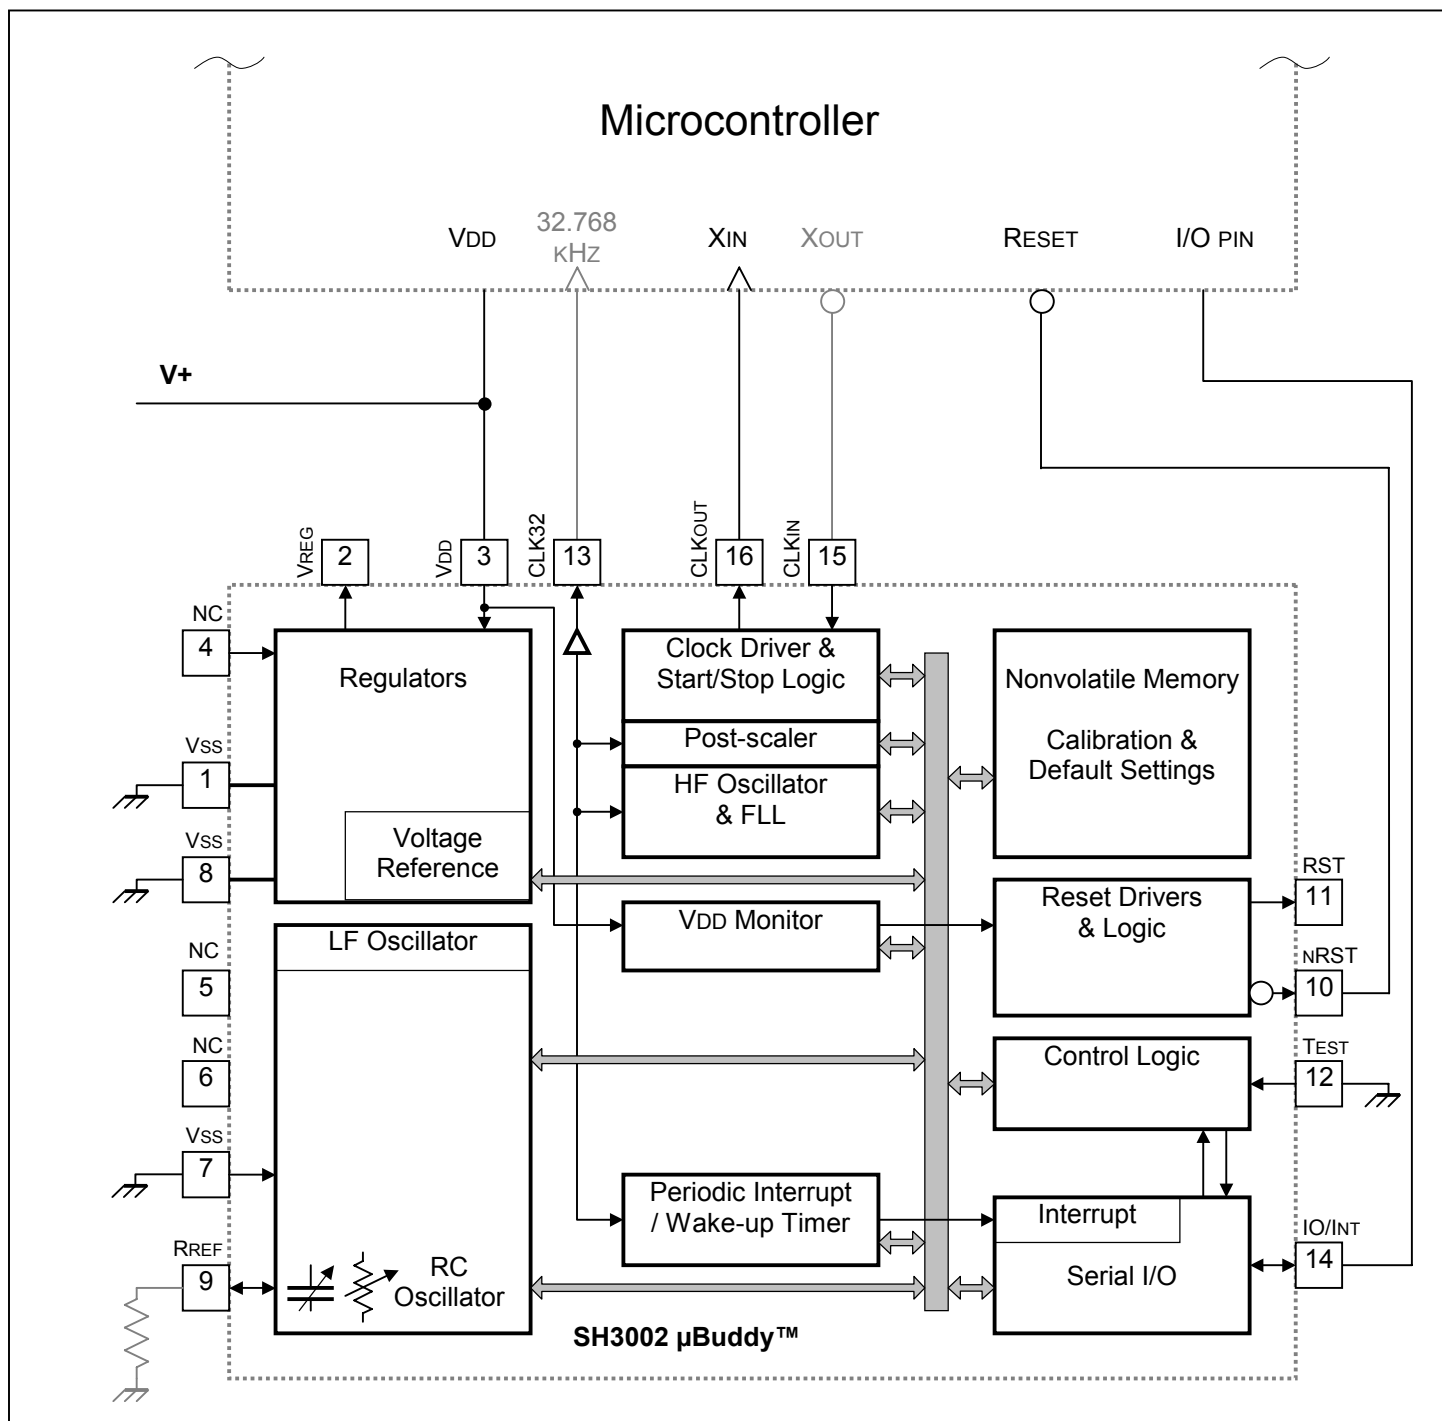 Microcontroller
VDD
32.768
KHZ
XIN
XOUT
RESET
I/O PIN
V+
VREG
2
VDD
3
CLK32
13
CLKOUT
16
CLKIN
15
NC
4
Regulators
Clock Driver &
Start/Stop Logic
Nonvolatile Memory
Calibration &
Default Settings
Post-scaler
HF Oscillator
& FLL
VSS
1
Voltage
Reference
VSS
8
VDD Monitor
Reset Drivers
& Logic
RST
11
NRST
10
LF Oscillator
NC
5
NC
6
Control Logic
TEST
12
VSS
7
Periodic Interrupt
/ Wake-up Timer
Interrupt
Serial I/O
IO/INT
14
RREF
9
RC
Oscillator
SH3002 µBuddy™